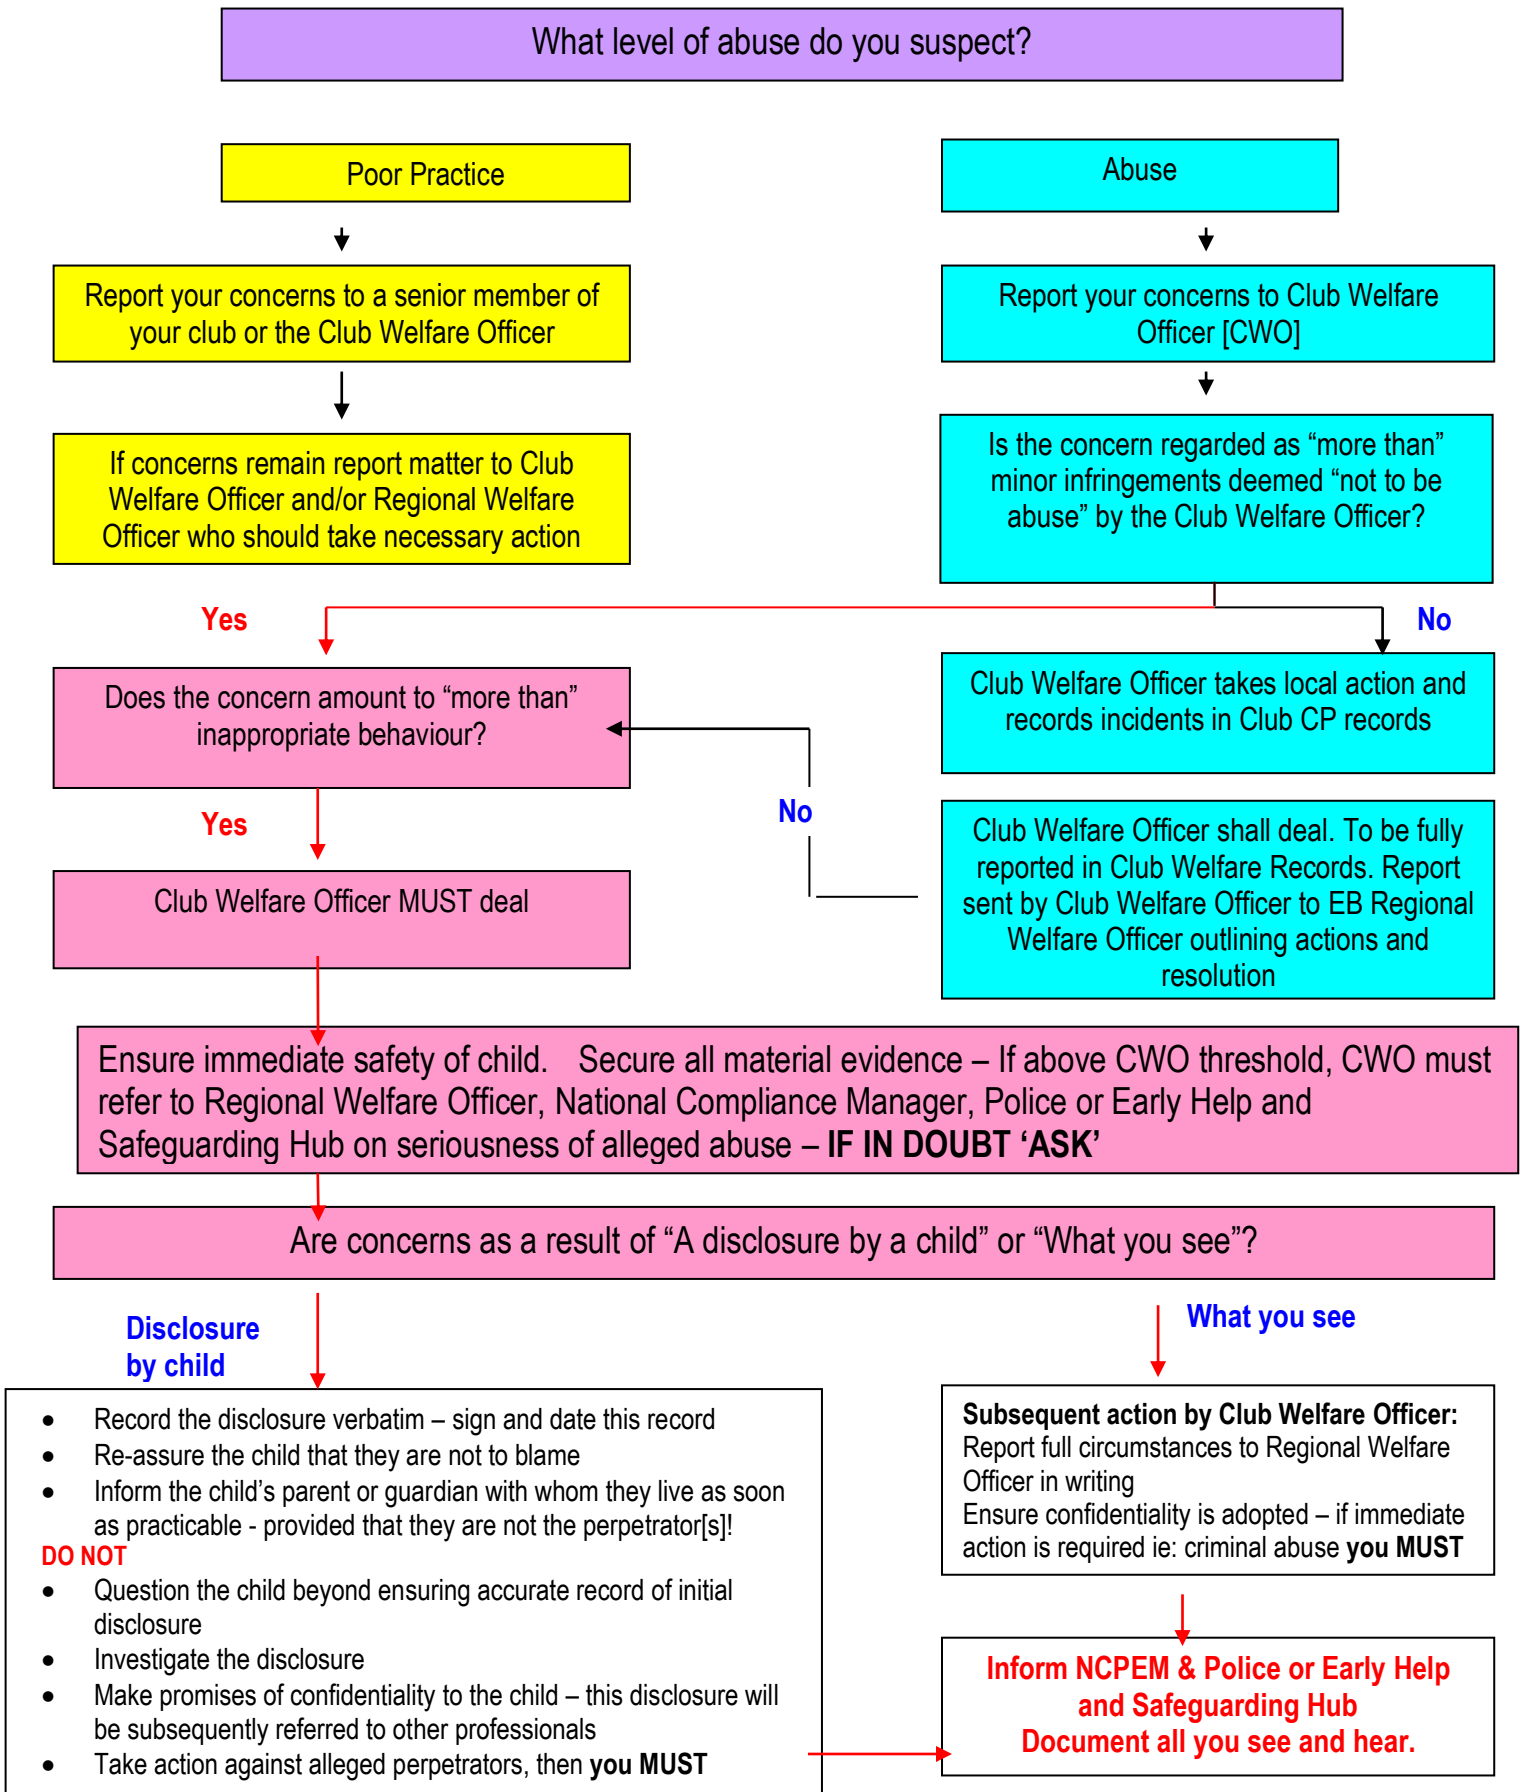 What level of abuse do you suspect?
Poor Practice
Abuse
Report your concerns to a senior member of
your club or the Club Welfare Officer
Report your concerns to Club Welfare
Officer [CWO]
If concerns remain report matter to Club
Welfare Officer and/or Regional Welfare
Officer who should take necessary action
Is the concern regarded as “more than”
minor infringements deemed “not to be
abuse” by the Club Welfare Officer?
Yes
No
Does the concern amount to “more than”
inappropriate behaviour?
Club Welfare Officer takes local action and
records incidents in Club CP records
Yes
No
Club Welfare Officer MUST deal
Club Welfare Officer shall deal. To be fully
reported in Club Welfare Records. Report
sent by Club Welfare Officer to EB Regional
Welfare Officer outlining actions and
resolution
Ensure immediate safety of child. Secure all material evidence – If above CWO threshold, CWO must
refer to Regional Welfare Officer, National Compliance Manager, Police or Early Help and
Safeguarding Hub on seriousness of alleged abuse – IF IN DOUBT ‘ASK’
Are concerns as a result of “A disclosure by a child” or “What you see”?
Disclosure
by child
What you see
• Record the disclosure verbatim – sign and date this record
• Re-assure the child that they are not to blame
• Inform the child’s parent or guardian with whom they live as soon
as practicable - provided that they are not the perpetrator[s]!
DO NOT
• Question the child beyond ensuring accurate record of initial
disclosure
• Investigate the disclosure
• Make promises of confidentiality to the child – this disclosure will
be subsequently referred to other professionals
• Take action against alleged perpetrators, then you MUST
Subsequent action by Club Welfare Officer:
Report full circumstances to Regional Welfare
Officer in writing
Ensure confidentiality is adopted – if immediate
action is required ie: criminal abuse you MUST
Inform NCPEM & Police or Early Help
and Safeguarding Hub
Document all you see and hear.